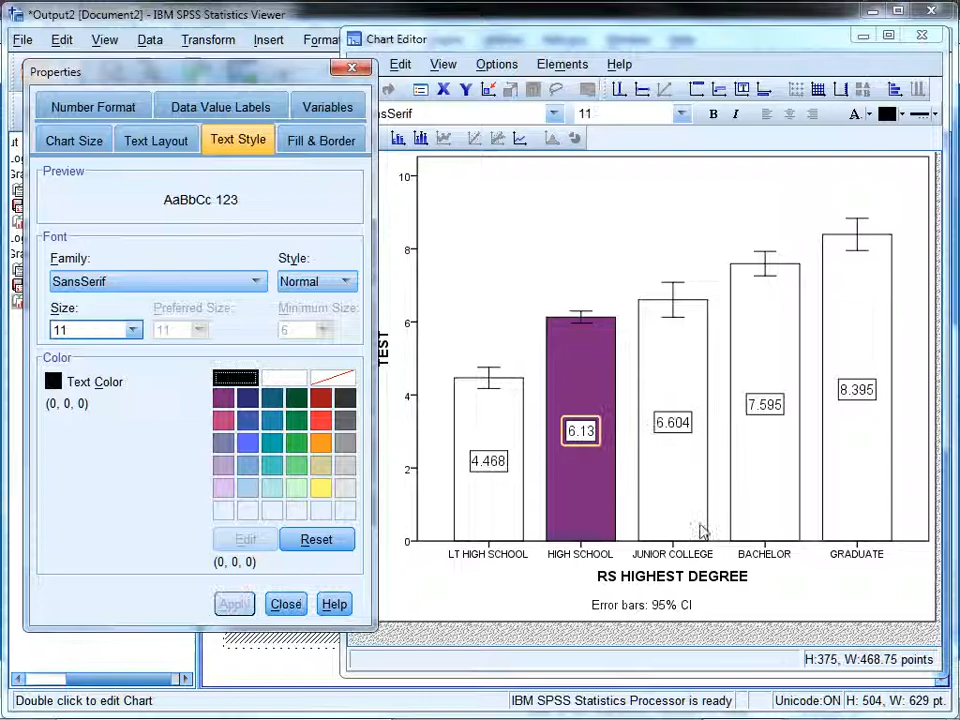 *Output2 [Document2] - IBM SPSS Statistics Viewer
File Edit View Data Transform Insert Forma
Chart Editor
Edit View Options Elements Help
X Y
sSerif 11 B I A
Properties
Number Format Data Value Labels Variables
Chart Size Text Layout Text Style Fill & Border
Preview
AaBbCc 123
Font
Family: Style:
SansSerif Normal
Size: Preferred Size: Minimum Size:
11 11 6
Color
Text Color
(0, 0, 0)
Edit Reset
(0, 0, 0)
Apply Close Help
10
8
6
4
2
0
TEST
4.468
6.13
6.604
7.595
8.395
LT HIGH SCHOOL HIGH SCHOOL JUNIOR COLLEGE BACHELOR GRADUATE
RS HIGHEST DEGREE
Error bars: 95% CI
H:375, W:468.75 points
Double click to edit Chart IBM SPSS Statistics Processor is ready Unicode:ON H: 504, W: 629 pt.